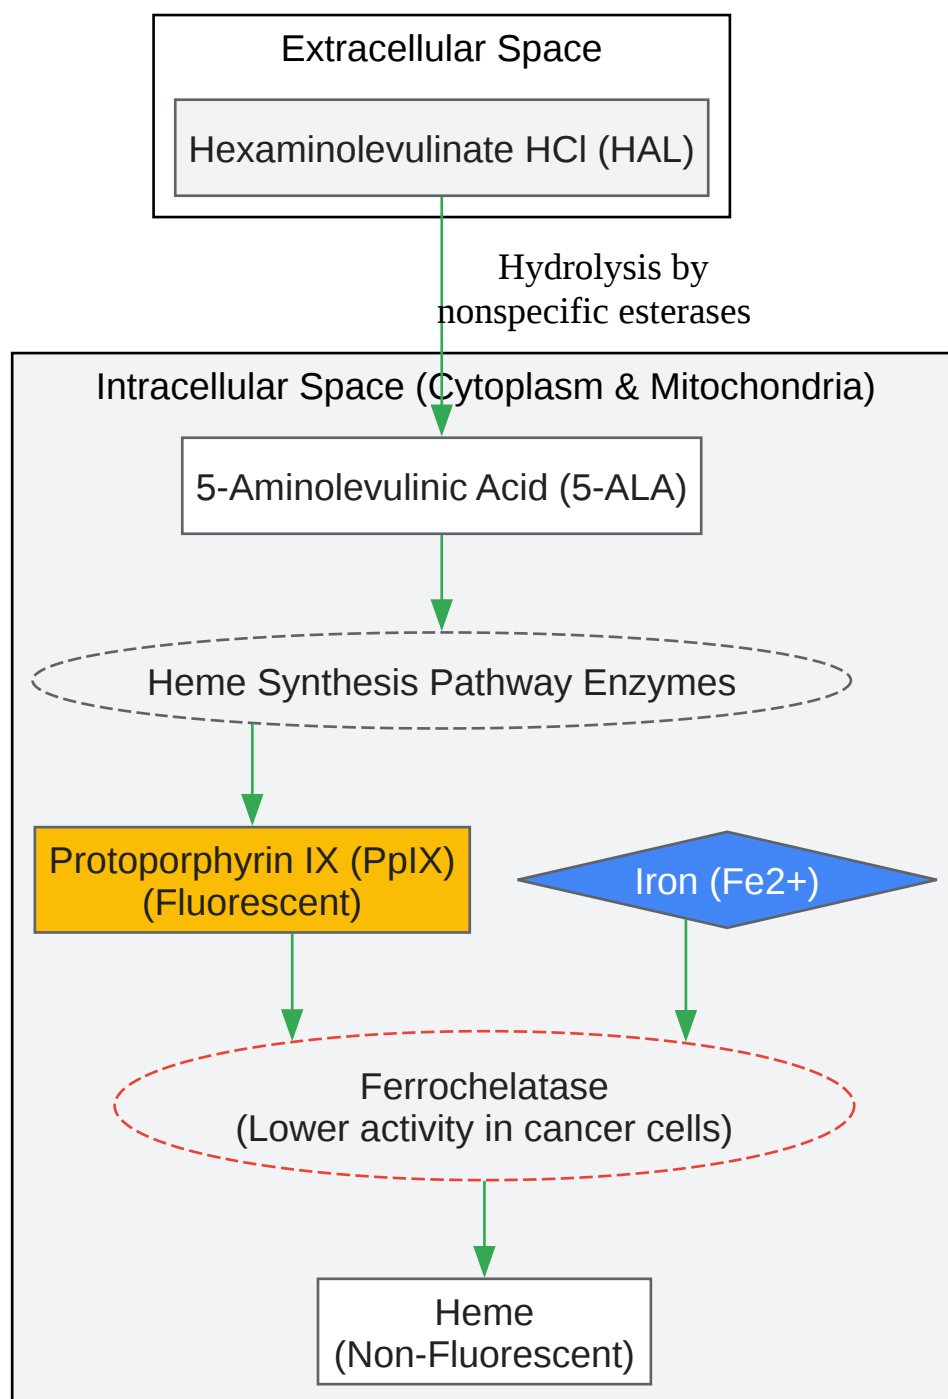 Extracellular Space
Hexaminolevulinate HCl (HAL)
Hydrolysis by
nonspecific esterases
Intracellular Space (Cytoplasm & Mitochondria)
5-Aminolevulinic Acid (5-ALA)
Heme Synthesis Pathway Enzymes
Protoporphyrin IX (PpIX)
(Fluorescent)
Iron (Fe2+)
Ferrochelatase
(Lower activity in cancer cells)
Heme
(Non-Fluorescent)